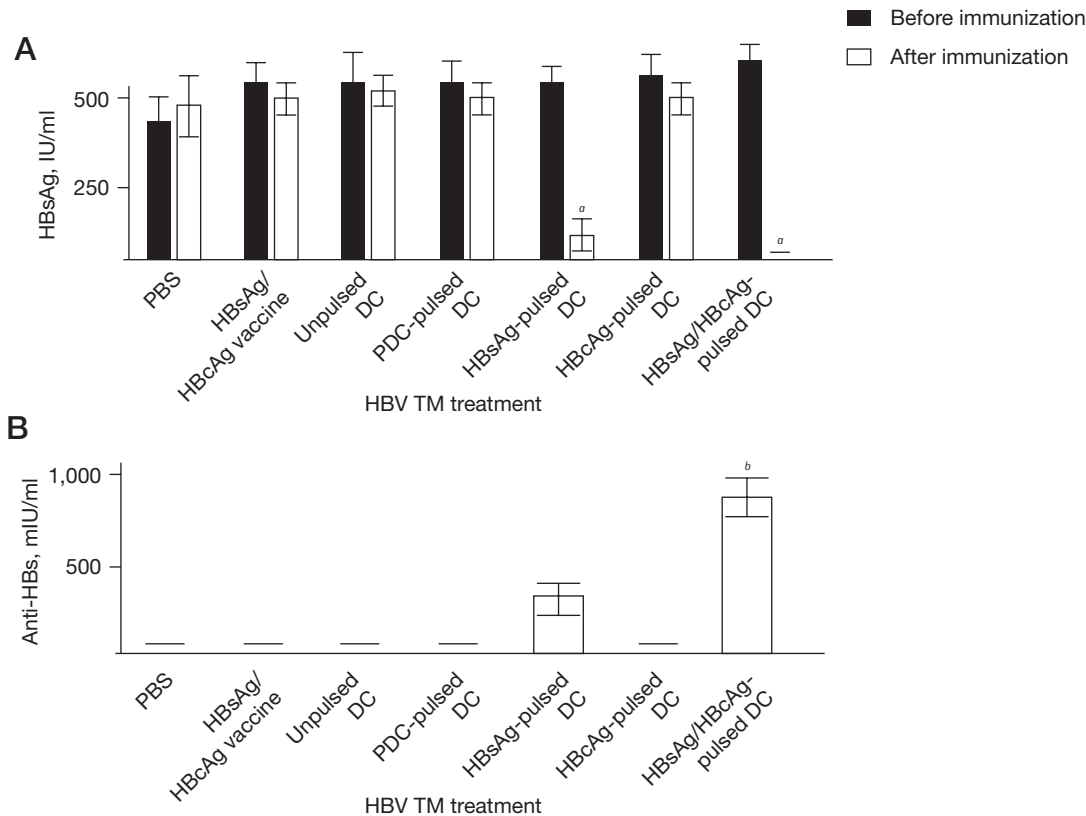 Before immunization
After immunization
A
HBsAg, IU/ml
500
250
a
a
PBS
HBsAg/
HBcAg vaccine
Unpulsed
DC
PDC-pulsed
DC
HBsAg-pulsed
DC
HBcAg-pulsed
DC
HBsAg/HBcAg-
pulsed DC
HBV TM treatment
B
Anti-HBs, mIU/ml
1,000
500
b
PBS
HBsAg/
HBcAg vaccine
Unpulsed
DC
PDC-pulsed
DC
HBsAg-pulsed
DC
HBcAg-pulsed
DC
HBsAg/HBcAg-
pulsed DC
HBV TM treatment